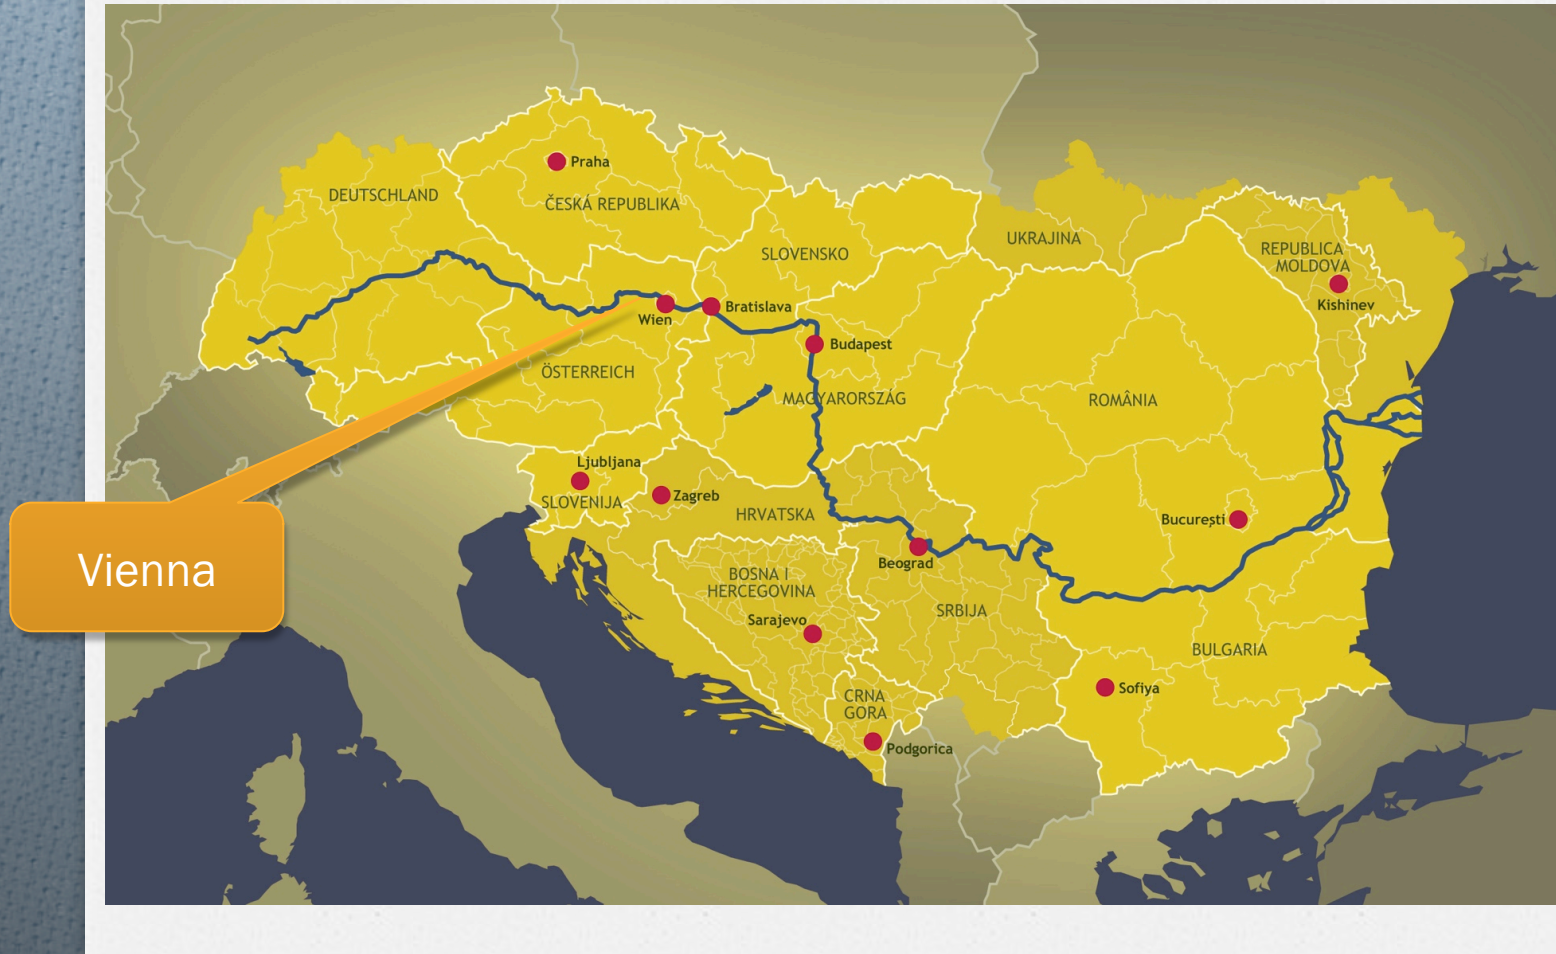 Praha
DEUTSCHLAND
ČESKÁ REPUBLIKA
UKRAJINA
SLOVENSKO
REPUBLICA
MOLDOVA
Kishinev
Wien
Bratislava
Budapest
ÖSTERREICH
MAGYARORSZÁG
ROMÂNIA
Ljubljana
SLOVENIJA
Zagreb
HRVATSKA
București
Vienna
Beograd
BOSNA I
HERCEGOVINA
Sarajevo
SRBIJA
BULGARIA
Sofiya
CRNA
GORA
Podgorica